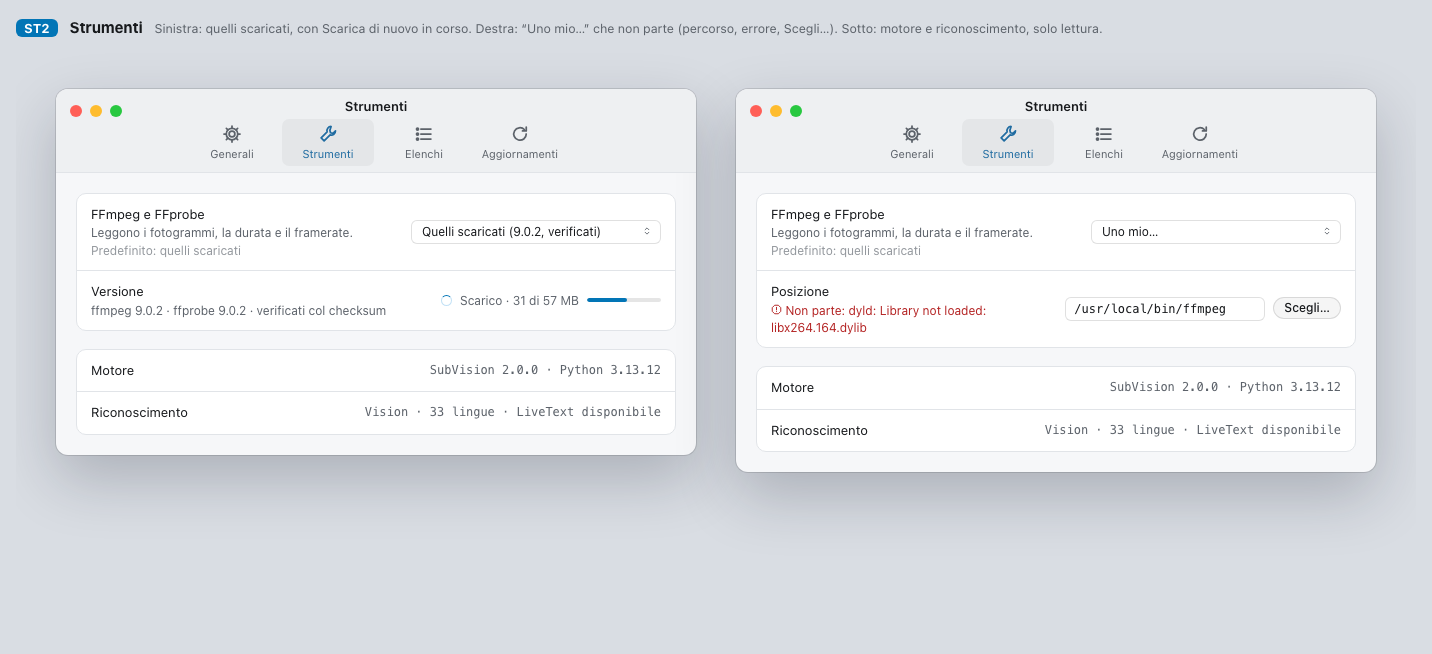 ST2 Strumenti Sinistra: quelli scaricati, con Scarica di nuovo in corso. Destra: “Uno mio…” che non parte (percorso, errore, Scegli…). Sotto: motore e riconoscimento, solo lettura.
Strumenti
Generali Strumenti Elenchi Aggiornamenti
FFmpeg e FFprobe
Leggono i fotogrammi, la durata e il framerate.
Predefinito: quelli scaricati
Quelli scaricati (9.0.2, verificati)
Versione
ffmpeg 9.0.2 · ffprobe 9.0.2 · verificati col checksum
Scarico · 31 di 57 MB
Motore SubVision 2.0.0 · Python 3.13.12
Riconoscimento Vision · 33 lingue · LiveText disponibile
Strumenti
Generali Strumenti Elenchi Aggiornamenti
FFmpeg e FFprobe
Leggono i fotogrammi, la durata e il framerate.
Predefinito: quelli scaricati
Uno mio…
Posizione
Non parte: dyld: Library not loaded:
libx264.164.dylib
/usr/local/bin/ffmpeg Scegli…
Motore SubVision 2.0.0 · Python 3.13.12
Riconoscimento Vision · 33 lingue · LiveText disponibile